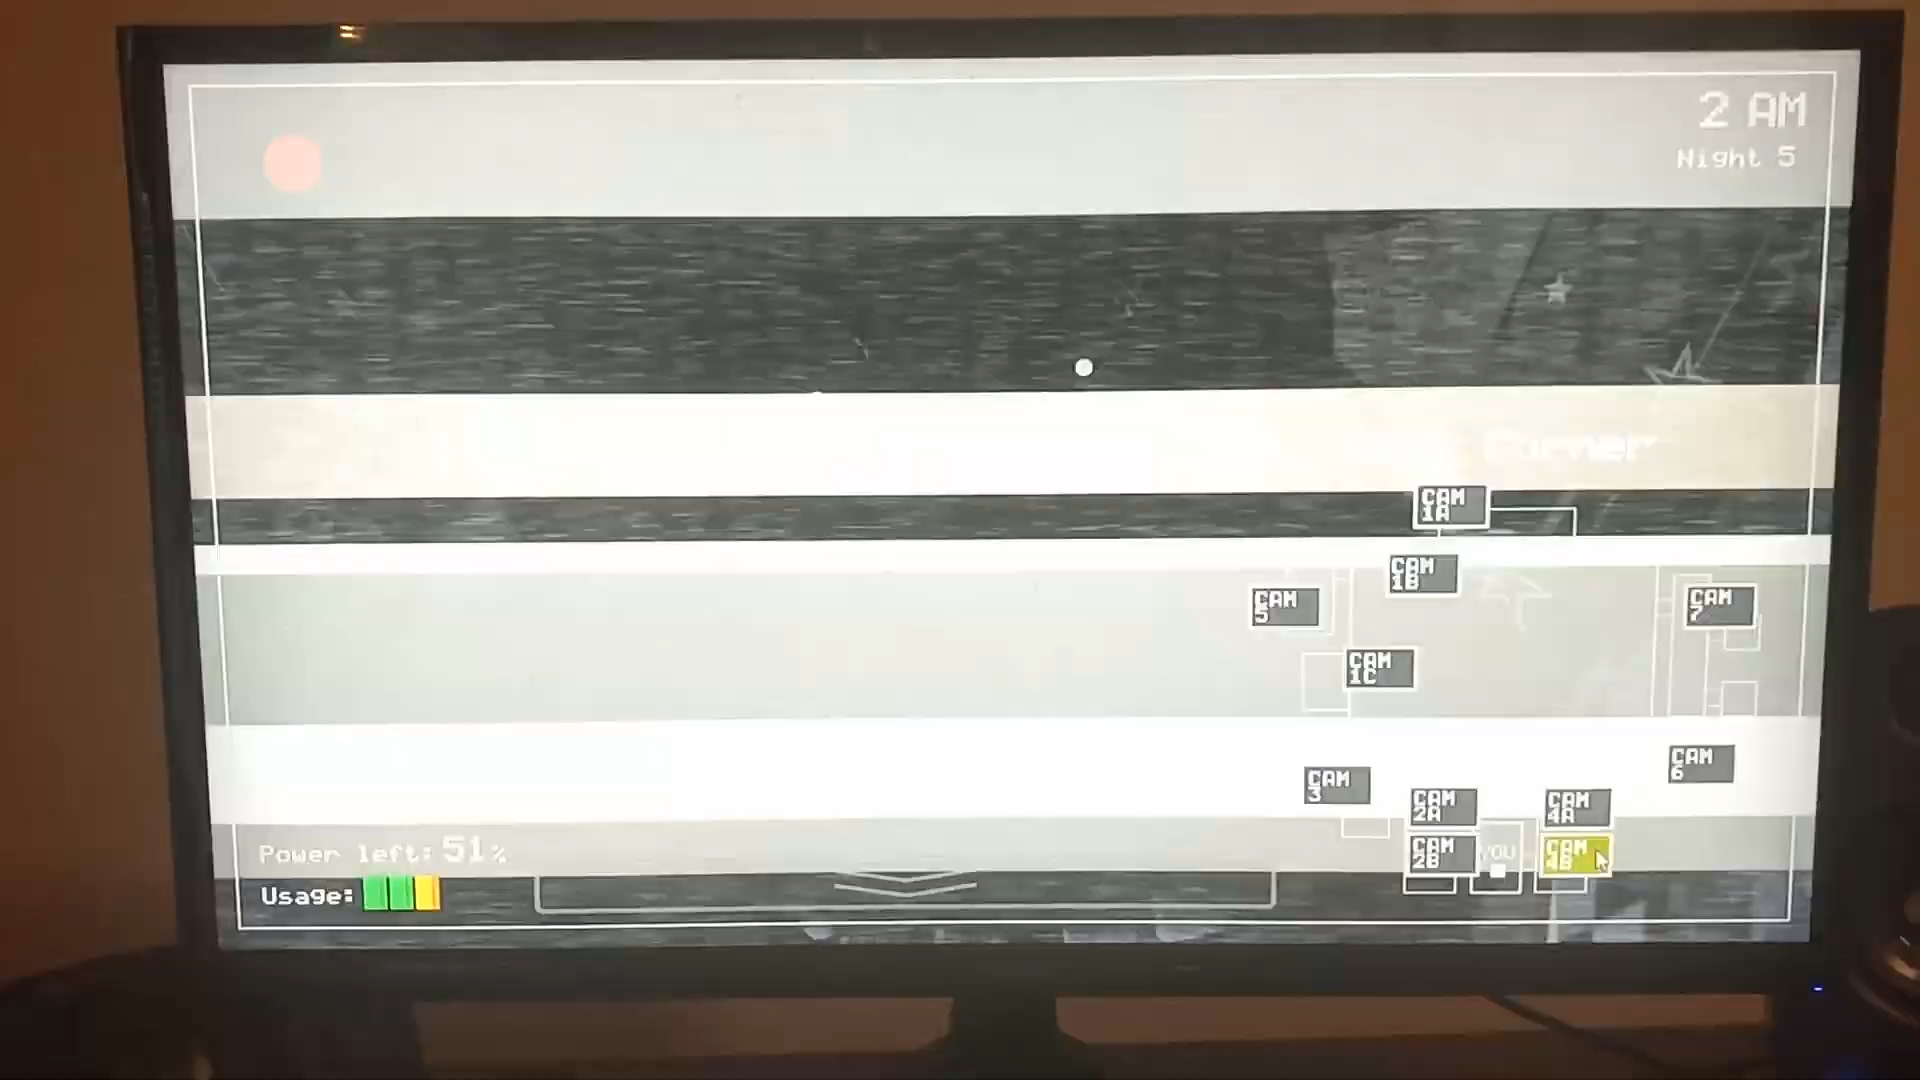 2 AM
Night 5
Corner
CAM 1A
CAM 1B
CAM 5
CAM 7
CAM 1C
CAM 6
CAM 3
CAM 2A
CAM 4A
CAM 2B
YOU
CAM 4B
Power left: 51%
Usage: